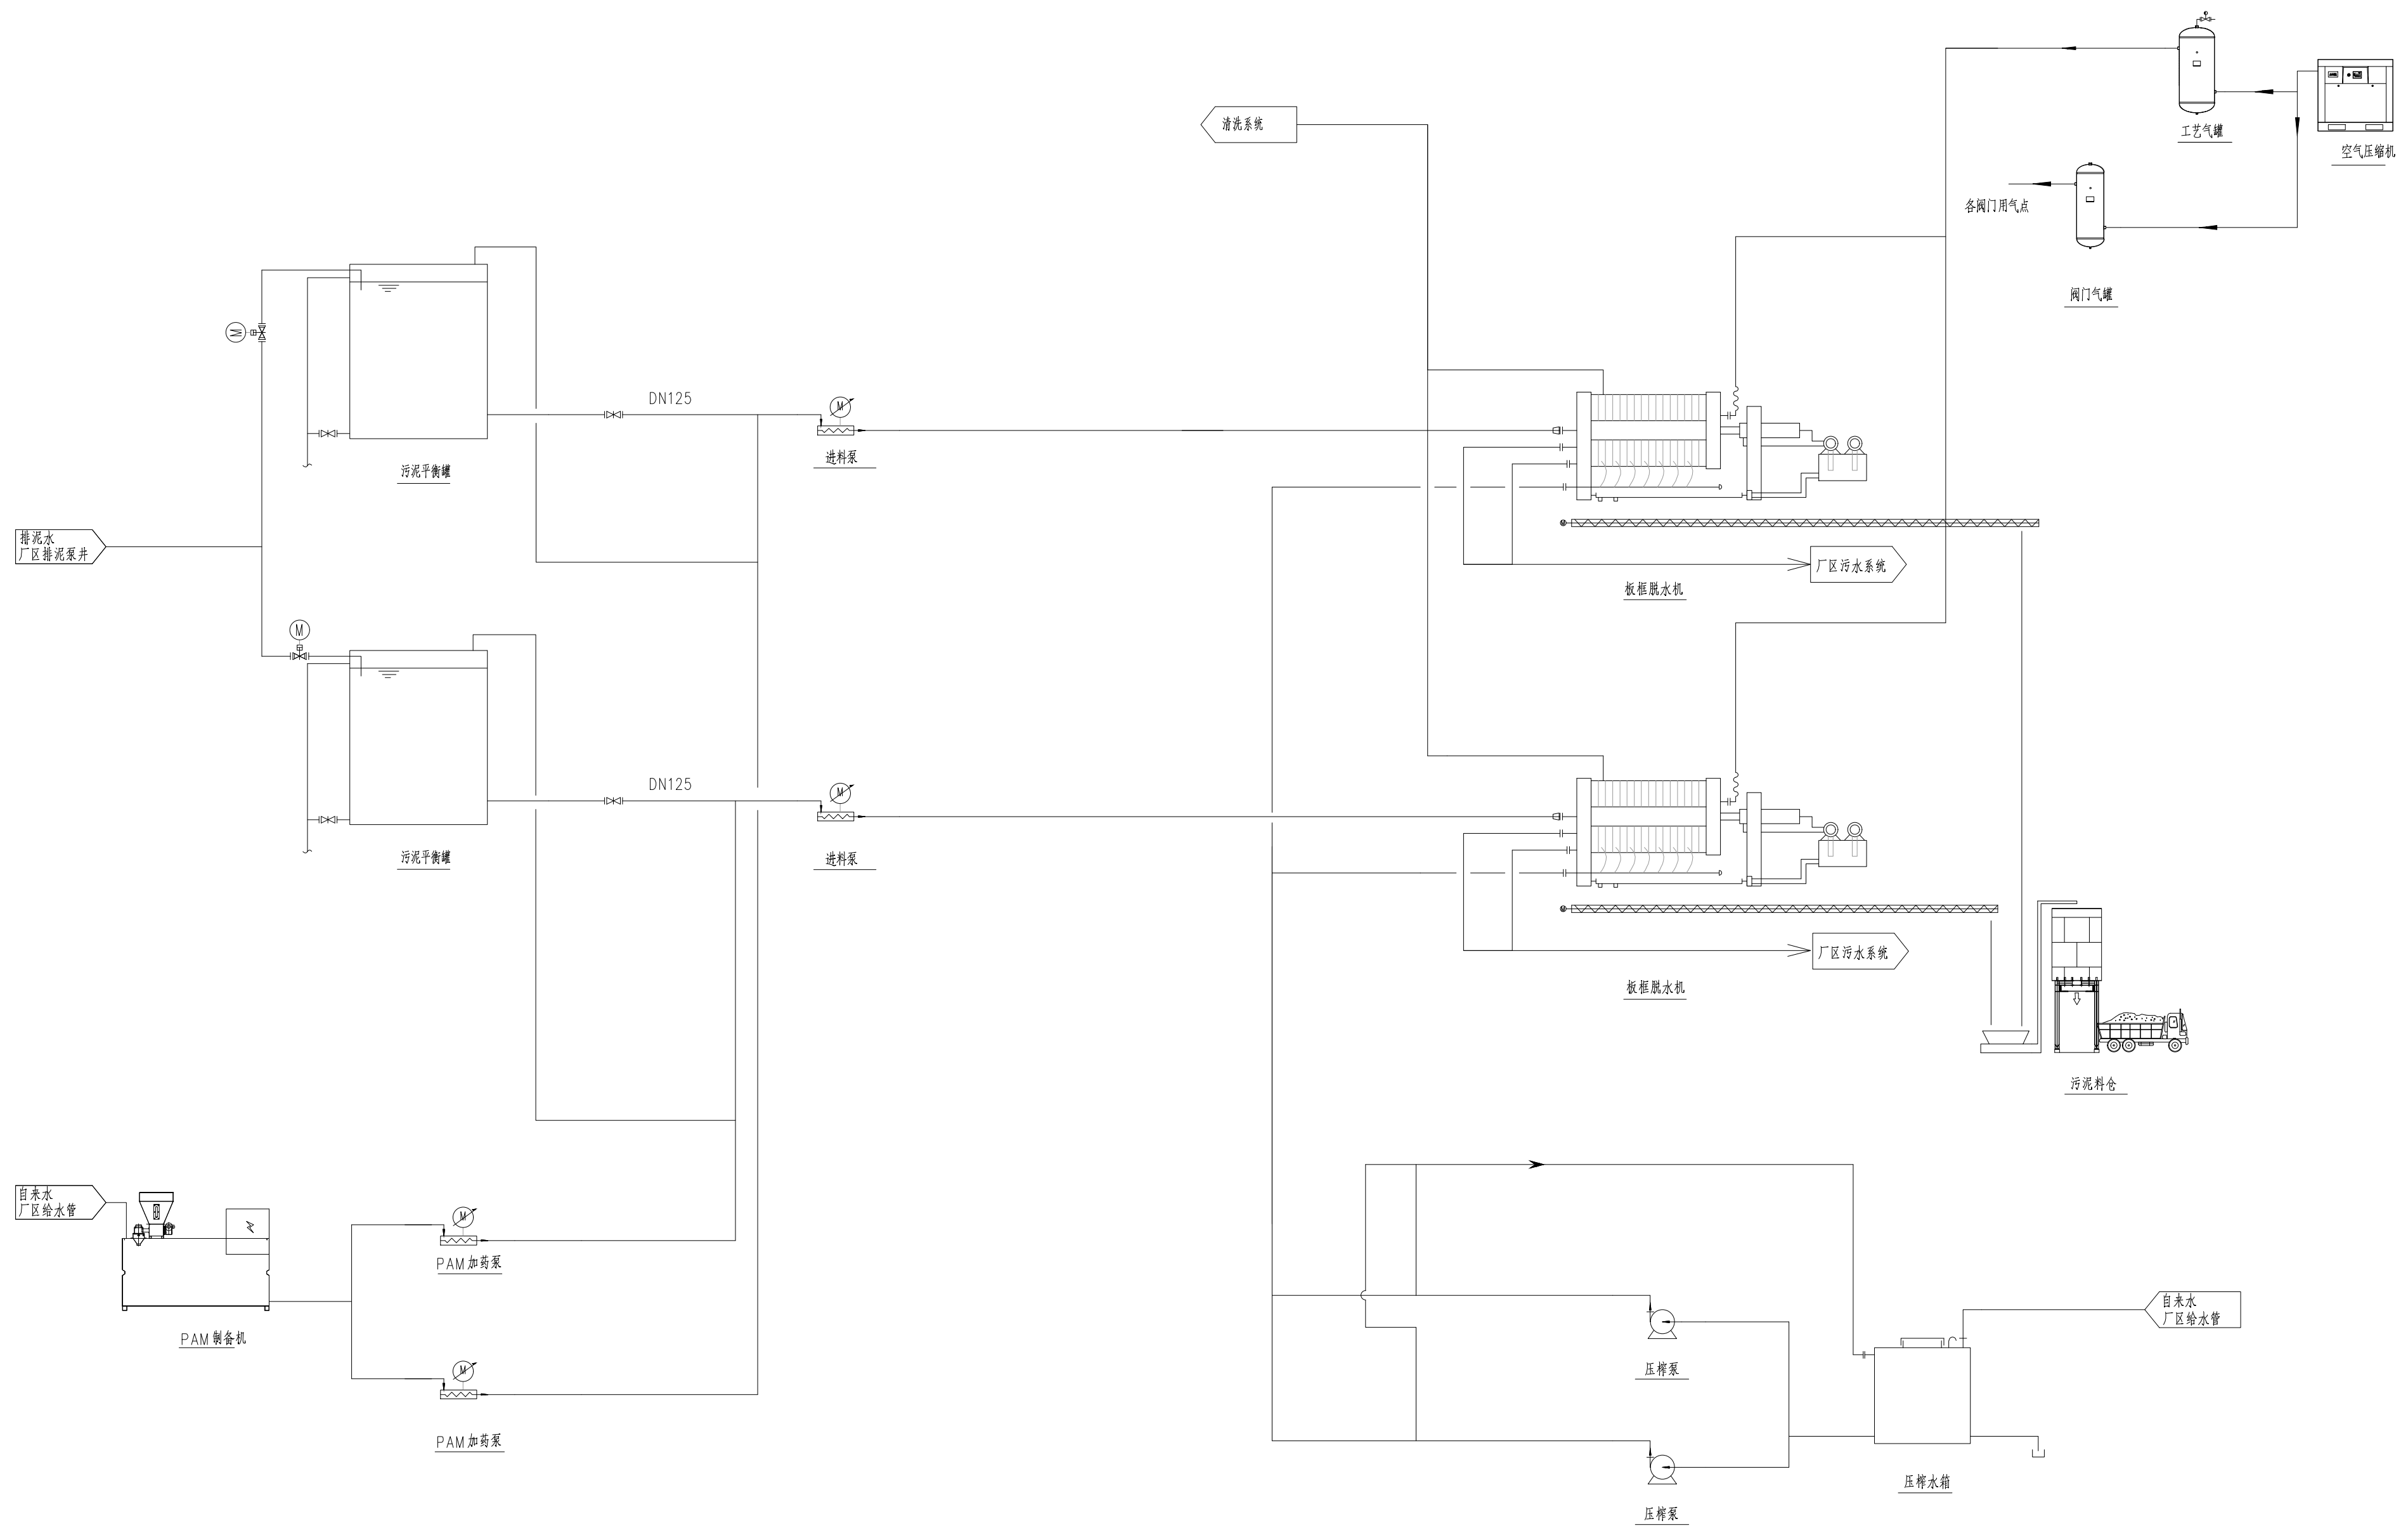 清洗系统
工艺气罐
空气压缩机
各阀门用气点
阀门气罐
M
DN125
M
污泥平衡罐
进料泵
排泥水
厂区排泥泵井
厂区污水系统
板框脱水机
M
M
DN125
M
污泥平衡罐
进料泵
M
厂区污水系统
板框脱水机
污泥料仓
自来水
厂区给水管
M
PAM加药泵
PAM制备机
M
PAM加药泵
自来水
厂区给水管
压榨泵
压榨水箱
压榨泵